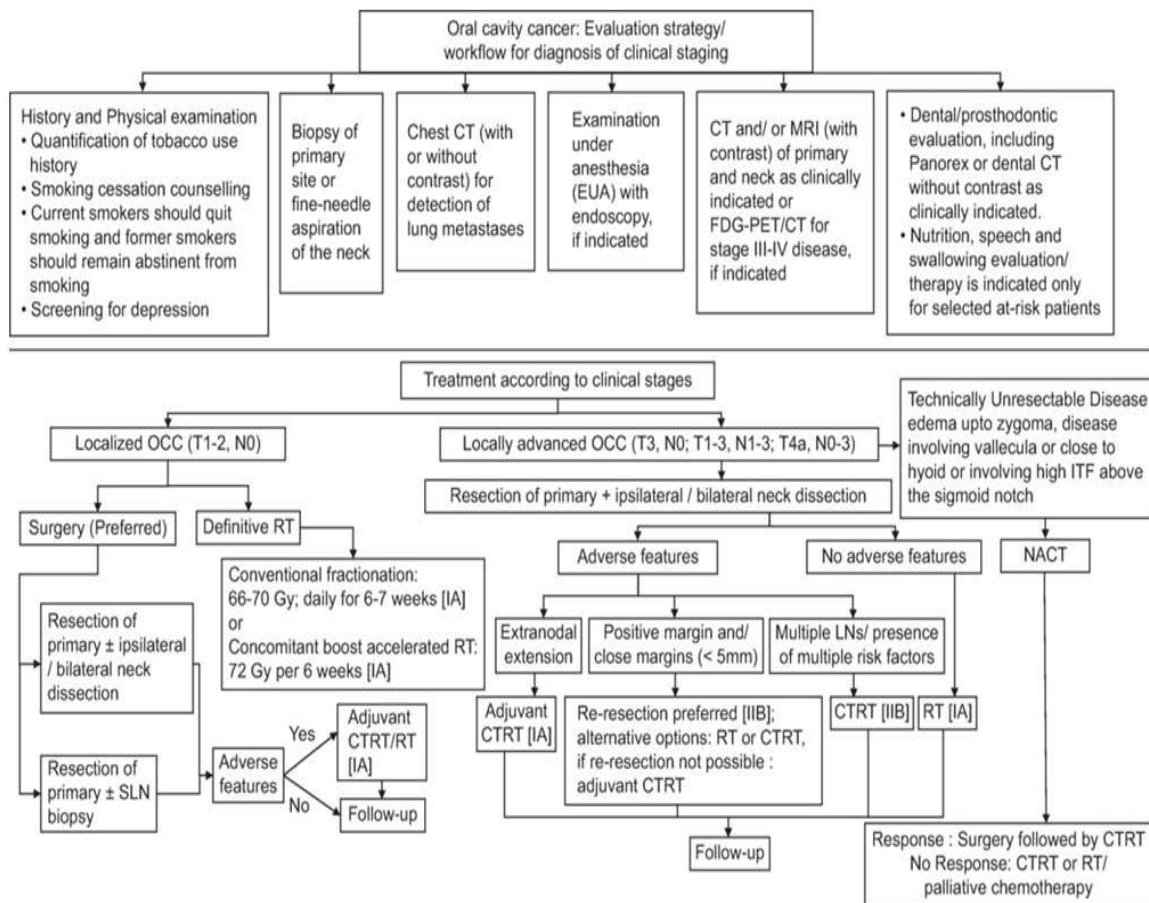 Oral cavity cancer: Evaluation strategy/
workflow for diagnosis of clinical staging
History and Physical examination
• Quantification of tobacco use
history
• Smoking cessation counselling
• Current smokers should quit
smoking and former smokers
should remain abstinent from
smoking
• Screening for depression
Biopsy of
primary
site or
fine-needle
aspiration
of the neck
Chest CT (with
or without
contrast) for
detection of
lung metastases
Examination
under
anesthesia
(EUA) with
endoscopy,
if indicated
CT and/ or MRI (with
contrast) of primary
and neck as clinically
indicated or
FDG-PET/CT for
stage III-IV disease,
if indicated
• Dental/prosthodontic
evaluation, including
Panorex or dental CT
without contrast as
clinically indicated.
• Nutrition, speech and
swallowing evaluation/
therapy is indicated only
for selected at-risk patients
Treatment according to clinical stages
Localized OCC (T1-2, N0)
Locally advanced OCC (T3, N0; T1-3, N1-3; T4a, N0-3)
Technically Unresectable Disease
edema upto zygoma, disease
involving vallecula or close to
hyoid or involving high ITF above
the sigmoid notch
Surgery (Preferred)
Definitive RT
Resection of primary + ipsilateral / bilateral neck dissection
Conventional fractionation:
66-70 Gy; daily for 6-7 weeks [IA]
or
Concomitant boost accelerated RT:
72 Gy per 6 weeks [IA]
Resection of
primary ± ipsilateral
/ bilateral neck
dissection
Resection of
primary ± SLN
biopsy
Adverse
features
Yes
No
Adjuvant
CTRT/RT
[IA]
Follow-up
Adverse features
No adverse features
NACT
Extranodal
extension
Positive margin and/
close margins (< 5mm)
Multiple LNs/ presence
of multiple risk factors
Adjuvant
CTRT [IA]
Re-resection preferred [IIB];
alternative options: RT or CTRT,
if re-resection not possible :
adjuvant CTRT
CTRT [IIB]
RT [IA]
Follow-up
Response : Surgery followed by CTRT
No Response: CTRT or RT/
palliative chemotherapy